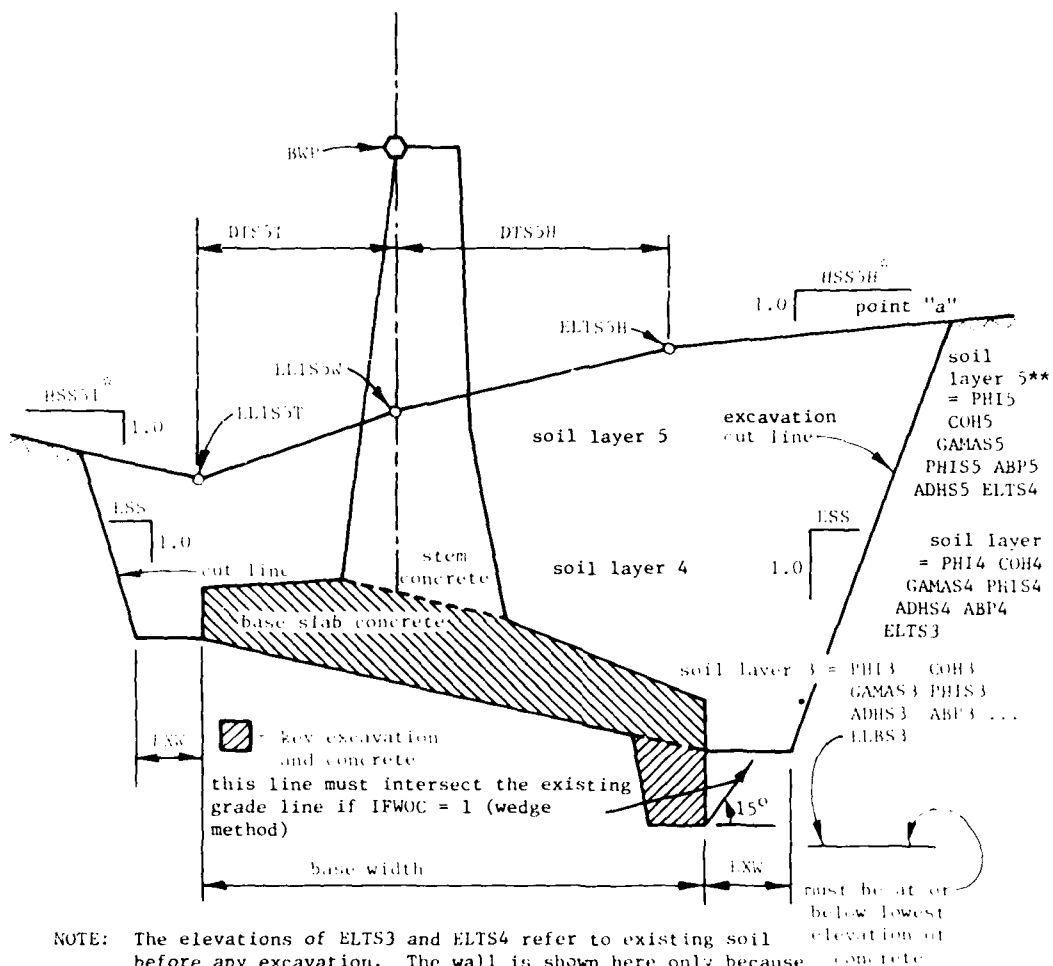 BWP
DTS5T
DTS5H
HSS5H*
1.0
point "a"
ELTS5H
ELTS5W
HSS5T*
1.0
ELTS5T
soil
layer 5**
= PHI5
COH5
GAMAS5
PHIS5 ABP5
ADHS5 ELTS4
soil layer 5
excavation
cut line
ESS
1.0
ESS
1.0
cut line
stem
concrete
soil layer 4
soil layer
= PHI4 COH4
GAMAS4 PHIS4
ADHS4 ABP4
ELTS3
base slab concrete
soil layer 3 = PHI3 COH3
GAMAS3 PHIS3
ADHS3 ABP3 ...
ELBS3
EXW
= key excavation
and concrete
this line must intersect the existing
grade line if IFWOC = 1 (wedge
method)
15°
base width
EXW
must be at or
below lowest
elevation of
concrete
NOTE: The elevations of ELTS3 and ELTS4 refer to existing soil
before any excavation. The wall is shown here only because